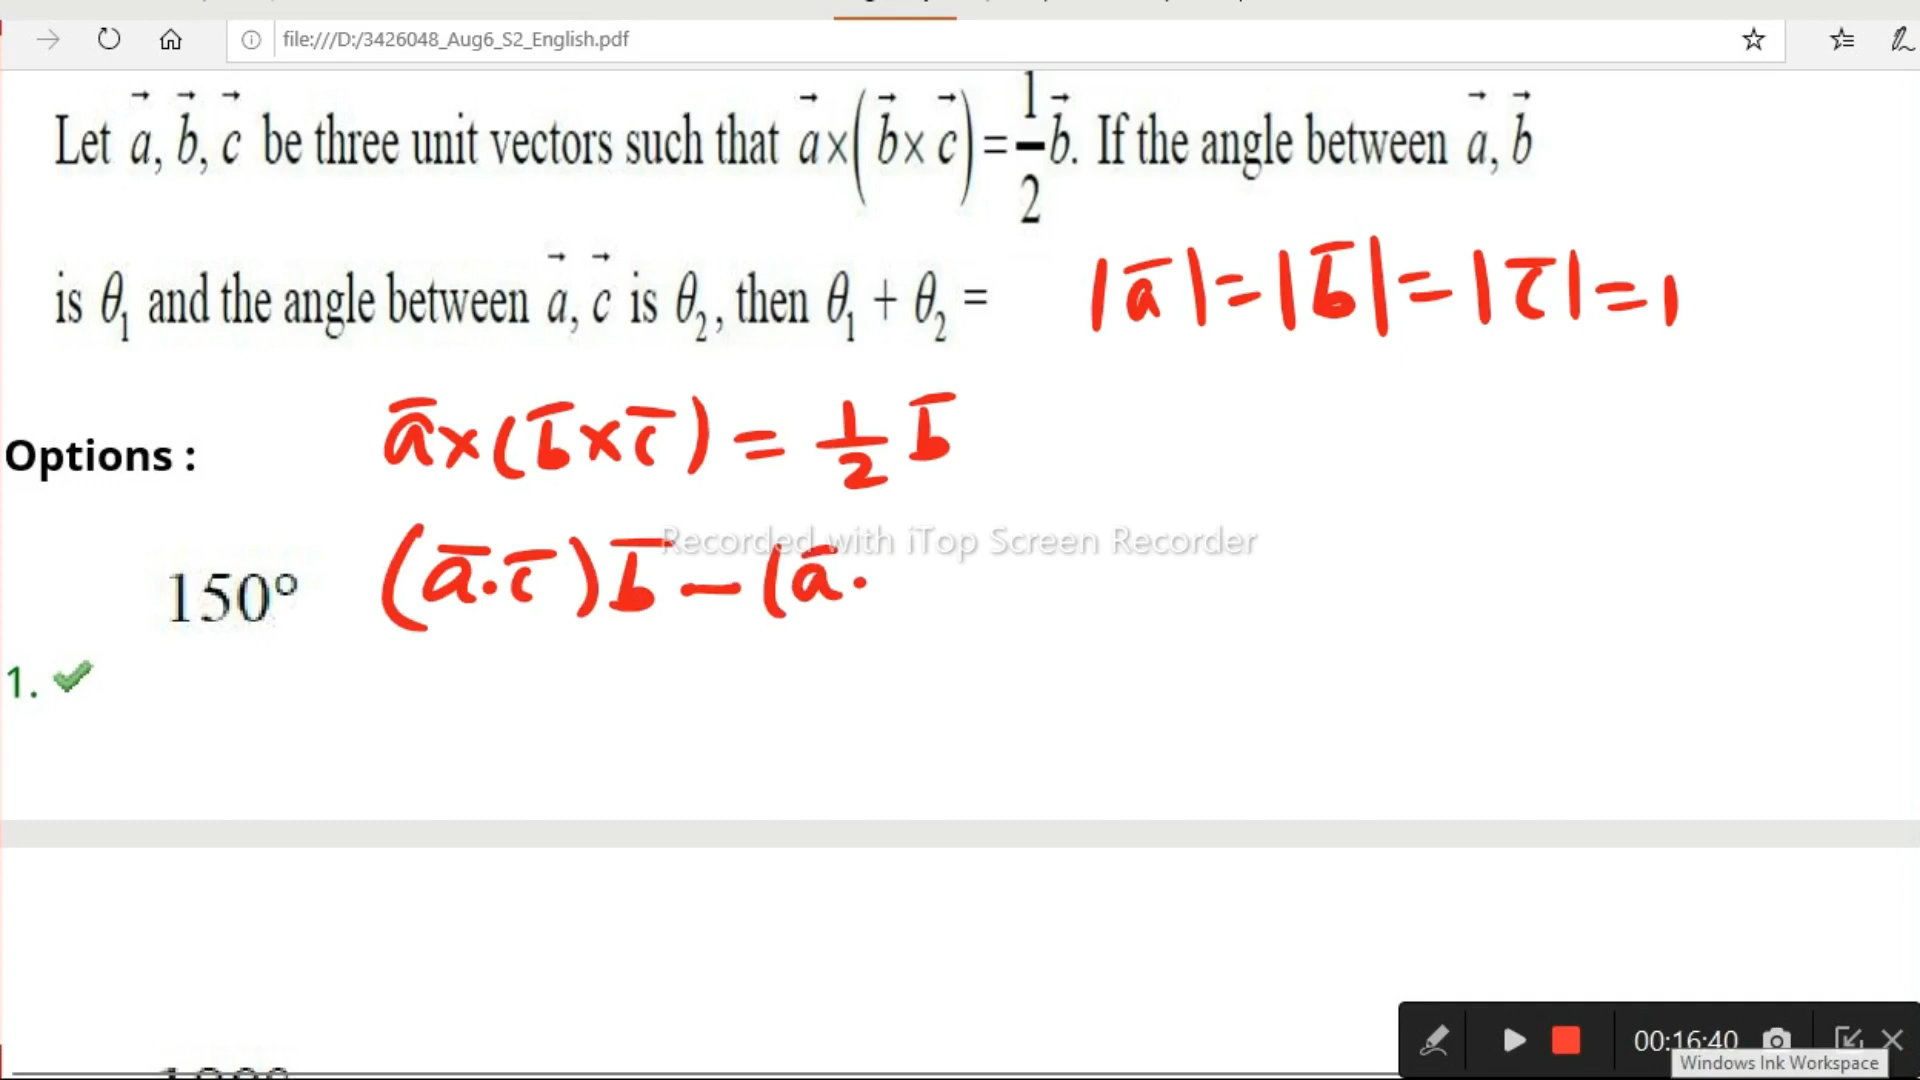 file:///D:/3426048_Aug6_S2_English.pdf
Let a⃗, b⃗, c⃗ be three unit vectors such that a⃗×(b⃗×c⃗)=1/2 b⃗. If the angle between a⃗, b⃗
is θ₁ and the angle between a⃗, c⃗ is θ₂, then θ₁ + θ₂ =
|a̅| = |b̅| = |c̅| = 1
Options :
a̅×(b̅×c̅) = 1/2 b̅
Recorded with iTop Screen Recorder
(a̅·c̅)b̅ − (a̅·
150°
1.
00:16:40
Windows Ink Workspace